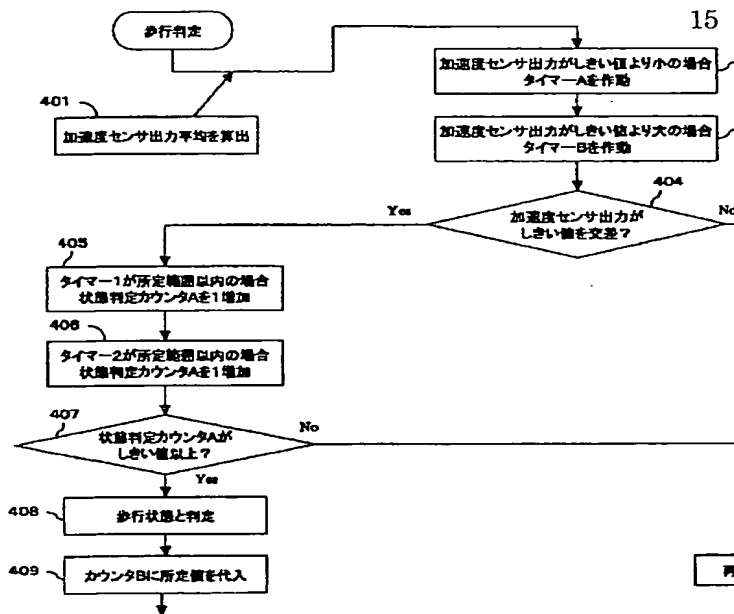 15
歩行判定
401
加速度センサ出力平均を算出
加速度センサ出力がしきい値より小の場合
タイマーAを作動
加速度センサ出力がしきい値より大の場合
タイマーBを作動
404
加速度センサ出力が
しきい値を交差?
Yes
No
405
タイマー1が所定範囲以内の場合
状態判定カウンタAを1増加
406
タイマー2が所定範囲以内の場合
状態判定カウンタAを1増加
407
状態判定カウンタAが
しきい値以上?
No
Yes
408
歩行状態と判定
409
カウンタBに所定値を代入
再